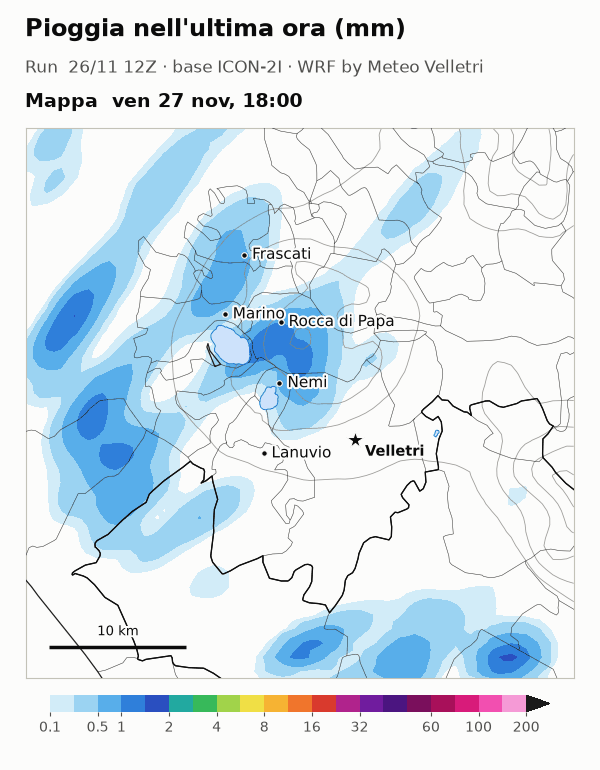 Pioggia nell'ultima ora (mm)
Run  26/11 12Z · base ICON-2I · WRF by Meteo Velletri
Mappa  ven 27 nov, 18:00
Frascati
Marino
Rocca di Papa
Nemi
Velletri
Lanuvio
10 km
0.1 0.5 1 2 4 8 16 32 60 100 200